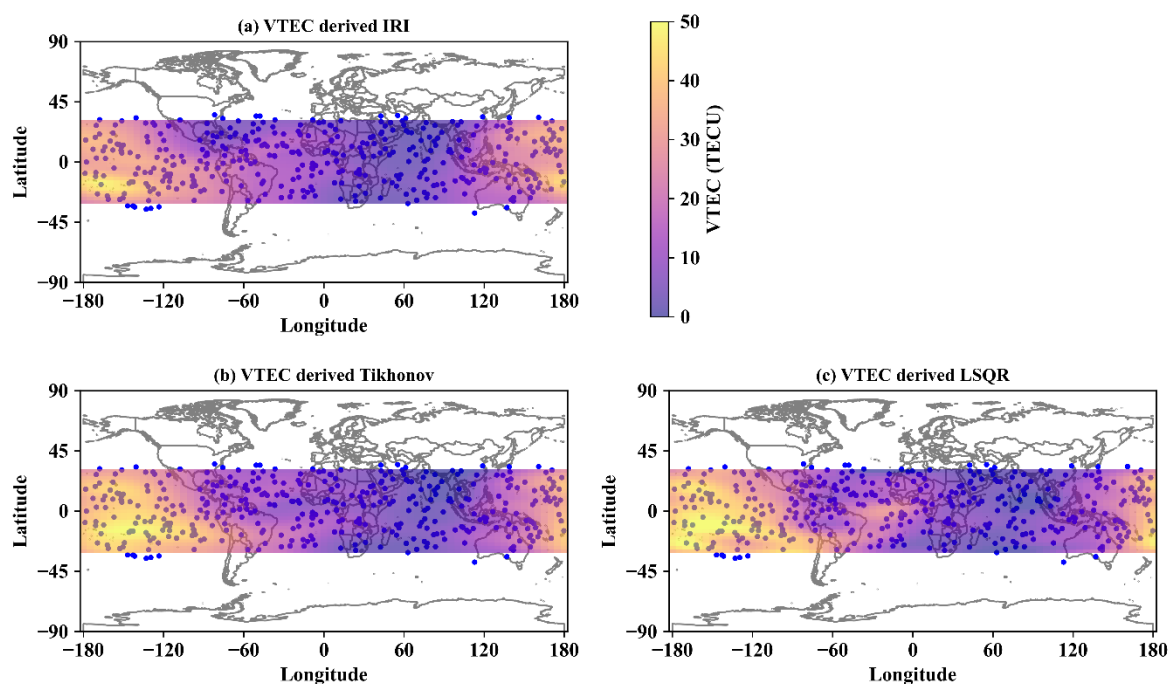 (a) VTEC derived IRI
90
45
0
−45
−90
Latitude
−180 −120 −60 0 60 120 180
Longitude
50
40
30
20
10
0
VTEC (TECU)
(b) VTEC derived Tikhonov
90
45
0
−45
−90
Latitude
−180 −120 −60 0 60 120 180
Longitude
(c) VTEC derived LSQR
90
45
0
−45
−90
Latitude
−180 −120 −60 0 60 120 180
Longitude